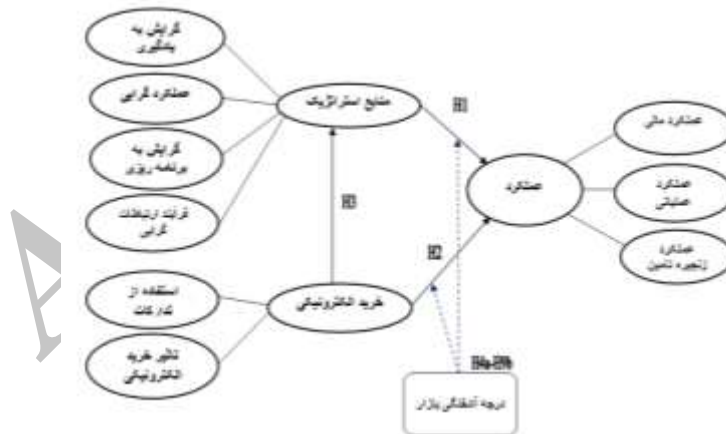 گرایش به
یادگیری
عملکرد گرایی
گرایش به
برنامه ریزی
فرآیند ارتباطات
گرایی
استفاده از
تدارکات
تاثیر خرید
الکترونیکی
منابع استراتژیک
خرید الکترونیکی
H1
H3
H2
عملکرد
عملکرد مالی
عملکرد
عملیاتی
عملکرد
زنجیره تامین
درجه آشفتگی بازار
A